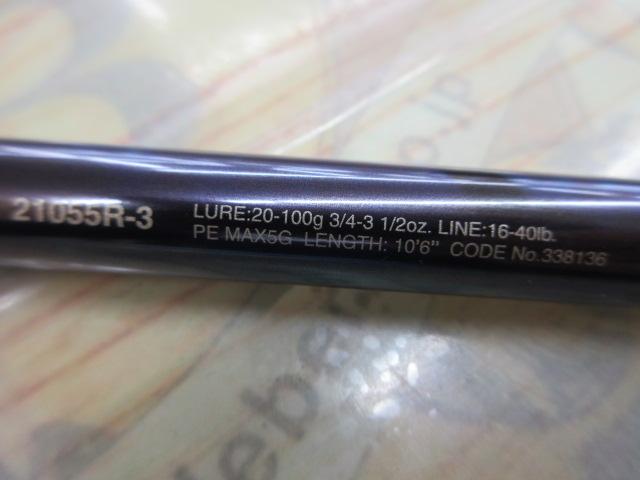 21055R-3
LURE:20-100g 3/4-3 1/2oz. LINE:16-40lb.
PE MAX5G LENGTH: 10'6" CODE No.338136